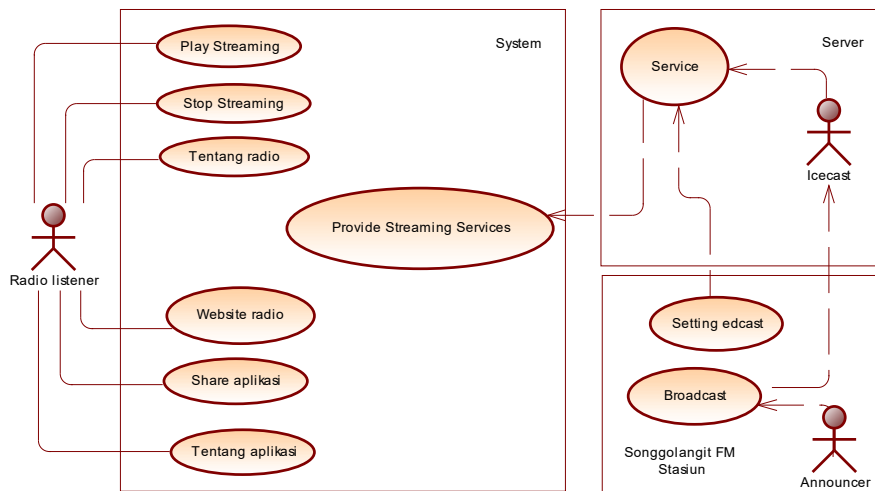 Play Streaming
System
Server
Service
Stop Streaming
Tentang radio
Icecast
Provide Streaming Services
Radio listener
Website radio
Setting edcast
Share aplikasi
Broadcast
Tentang aplikasi
Songgolangit FM
Stasiun
Announcer